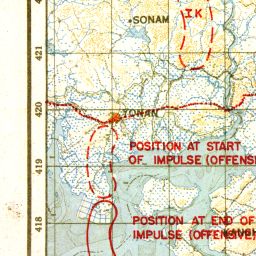 SONAM
IK
421
420
YONAN
POSITION AT START
OF IMPULSE (OFFENS
419
POSITION AT END OF
IMPULSE (OFFENSIVE)
418